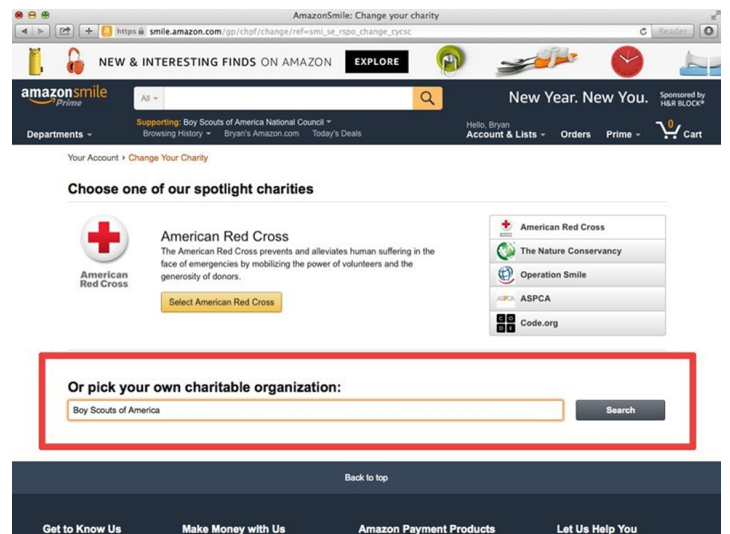 AmazonSmile: Change your charity
https smile.amazon.com/gp/chpf/change/ref=smi_se_rspo_change_cycsc
Reader
NEW & INTERESTING FINDS ON AMAZON EXPLORE
amazonsmile
Prime
All
New Year. New You.
Sponsored by
H&R BLOCK®
Supporting: Boy Scouts of America National Council
Departments
Browsing History Bryan's Amazon.com Today's Deals
Hello, Bryan
Account & Lists Orders Prime 0 Cart
Your Account › Change Your Charity
Choose one of our spotlight charities
American
Red Cross
American Red Cross
The American Red Cross prevents and alleviates human suffering in the
face of emergencies by mobilizing the power of volunteers and the
generosity of donors.
Select American Red Cross
American Red Cross
The Nature Conservancy
Operation Smile
ASPCA
CODE Code.org
Or pick your own charitable organization:
Boy Scouts of America Search
Back to top
Get to Know Us Make Money with Us Amazon Payment Products Let Us Help You